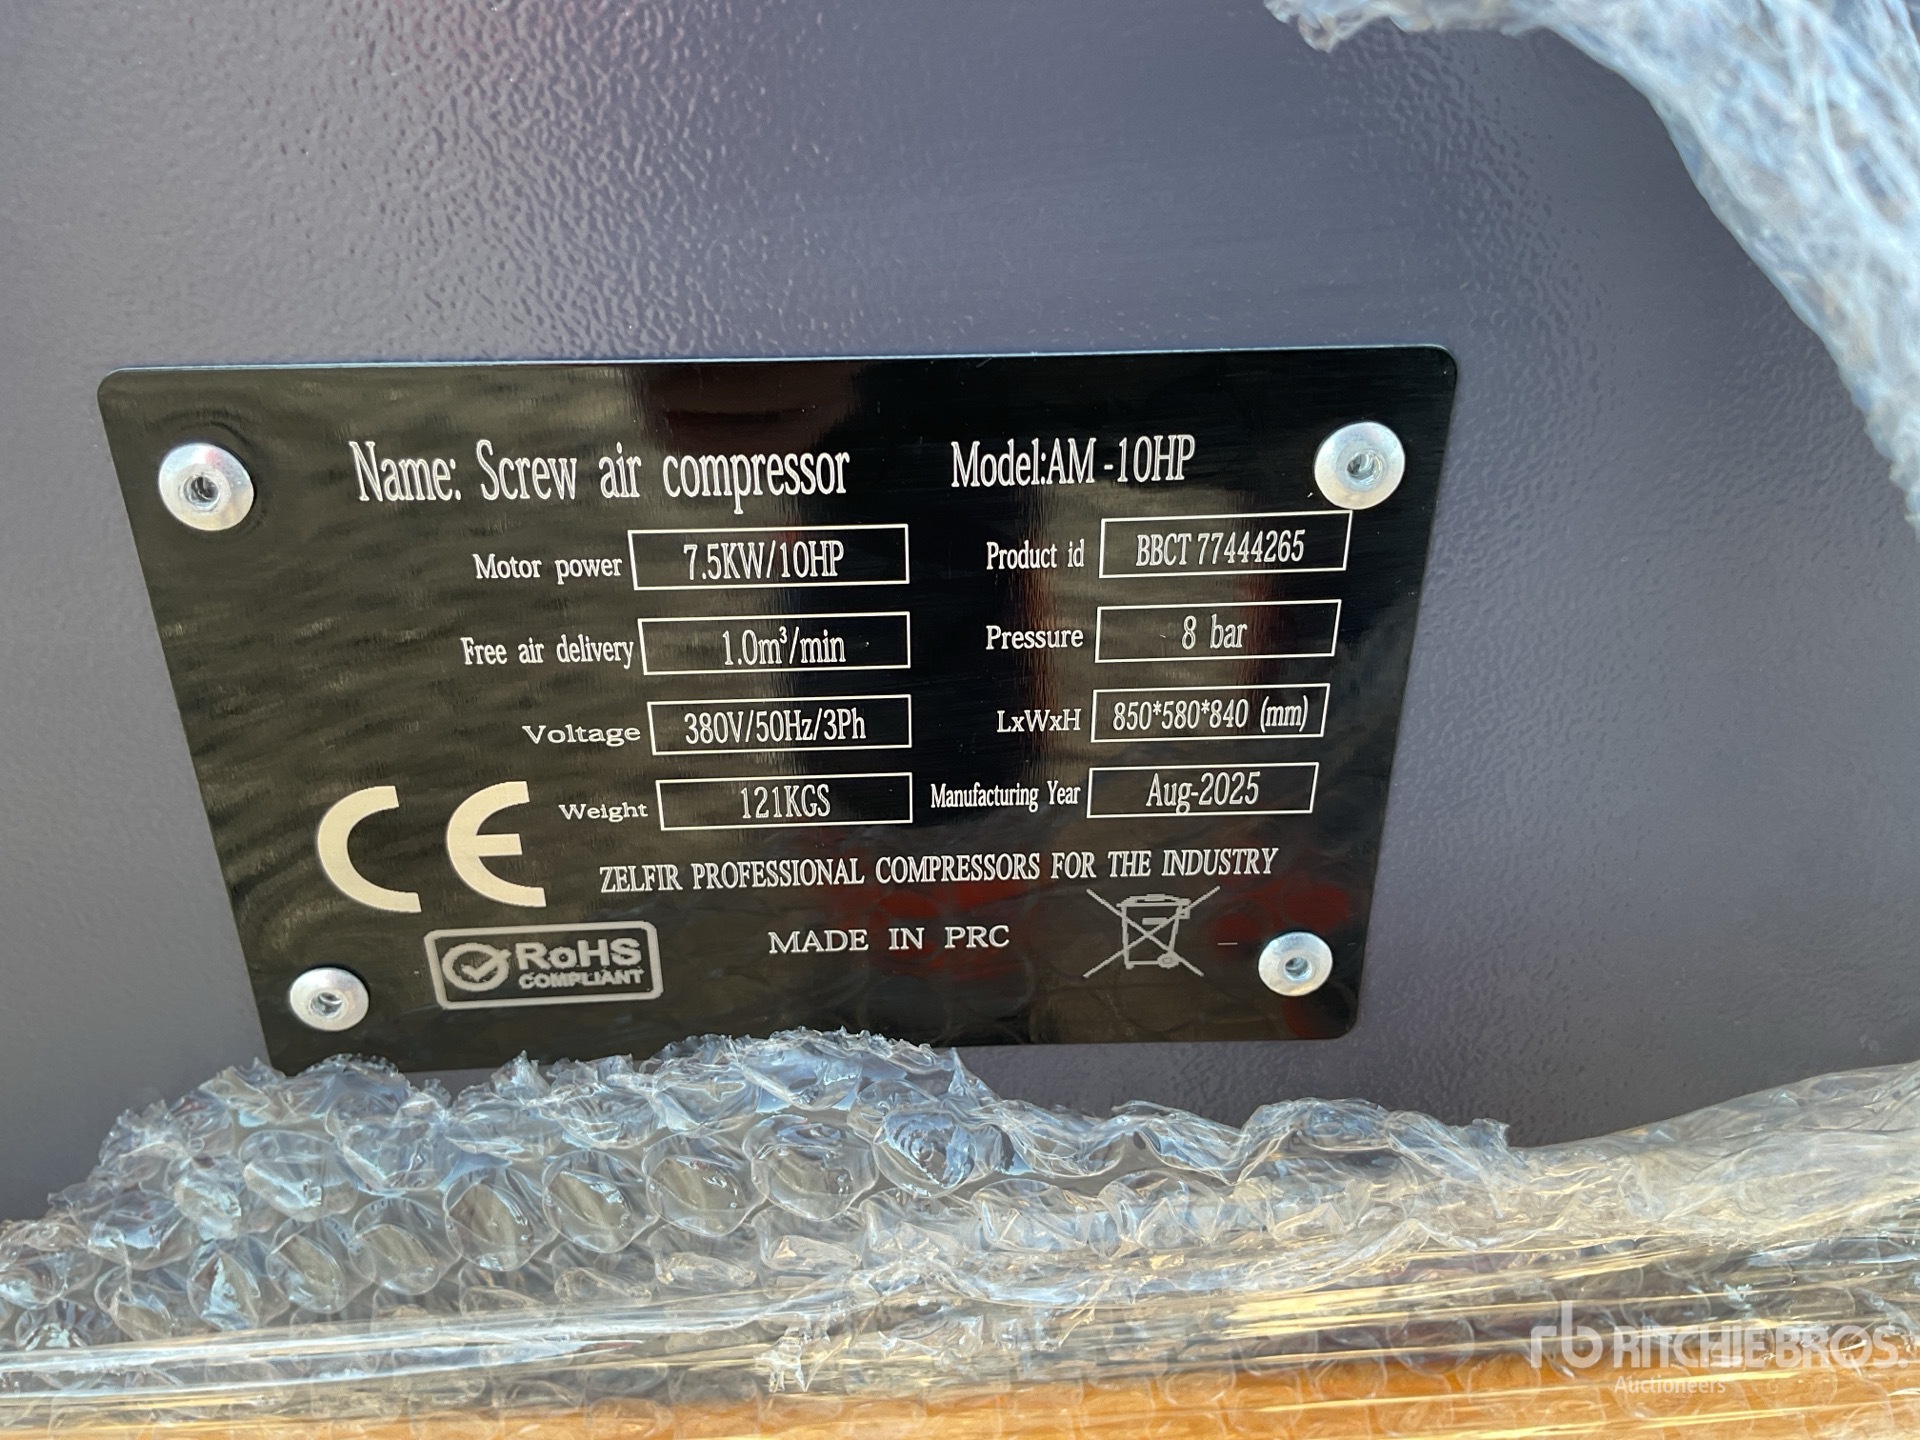 Name: Screw air compressor Model:AM-10HP
Motor power 7.5KW/10HP Product id BBCT 77444265
Free air delivery 1.0m³/min Pressure 8 bar
Voltage 380V/50Hz/3Ph LxWxH 850*580*840 (mm)
Weight 121KGS Manufacturing Year Aug-2025
CE
ZELFIR PROFESSIONAL COMPRESSORS FOR THE INDUSTRY
MADE IN PRC
RoHS
COMPLIANT
rb RITCHIE BROS.
Auctioneers